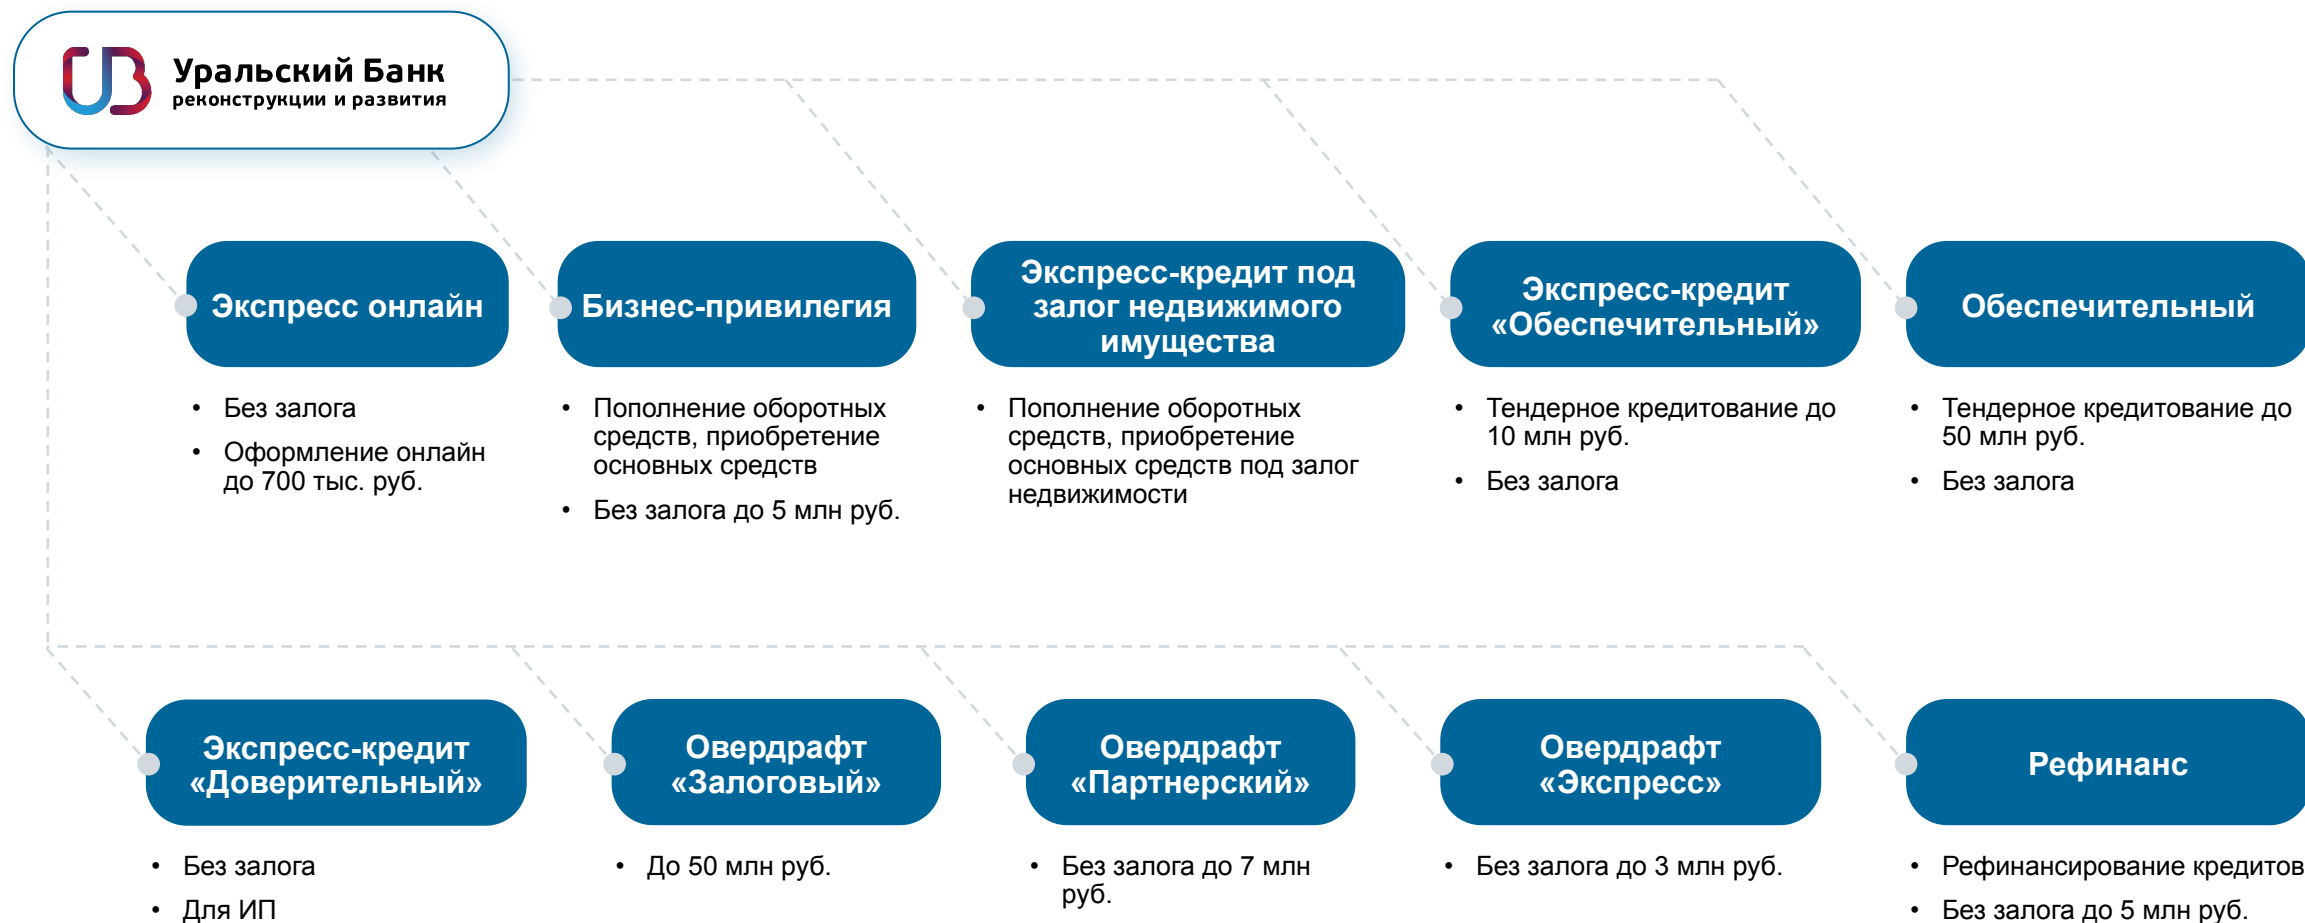 Уральский Банк
реконструкции и развития
Экспресс онлайн
• Без залога
• Оформление онлайн
до 700 тыс. руб.
Бизнес-привилегия
• Пополнение оборотных
средств, приобретение
основных средств
• Без залога до 5 млн руб.
Экспресс-кредит под
залог недвижимого
имущества
• Пополнение оборотных
средств, приобретение
основных средств под залог
недвижимости
Экспресс-кредит
«Обеспечительный»
• Тендерное кредитование до
10 млн руб.
• Без залога
Обеспечительный
• Тендерное кредитование до
50 млн руб.
• Без залога
Экспресс-кредит
«Доверительный»
• Без залога
• Для ИП
Овердрафт
«Залоговый»
• До 50 млн руб.
Овердрафт
«Партнерский»
• Без залога до 7 млн
руб.
Овердрафт
«Экспресс»
• Без залога до 3 млн руб.
Рефинанс
• Рефинансирование кредитов
• Без залога до 5 млн руб.